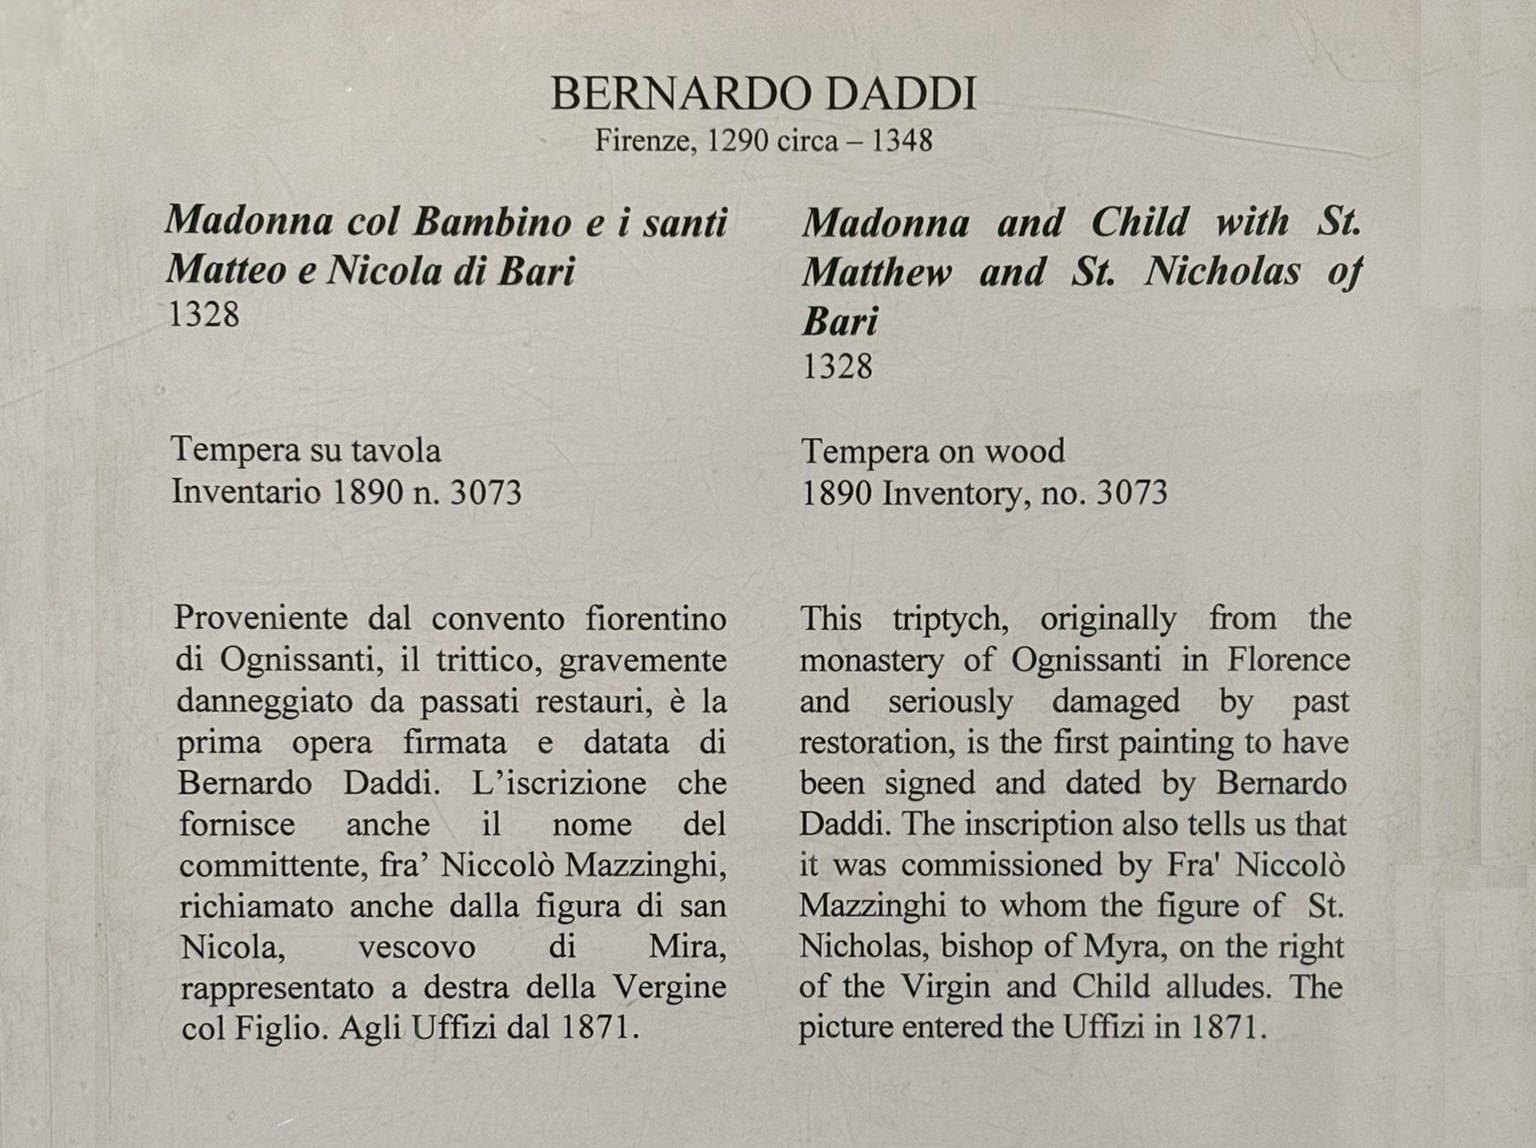 BERNARDO DADDI
Firenze, 1290 circa – 1348
Madonna col Bambino e i santi
Matteo e Nicola di Bari
1328
Tempera su tavola
Inventario 1890 n. 3073
Proveniente dal convento fiorentino
di Ognissanti, il trittico, gravemente
danneggiato da passati restauri, è la
prima opera firmata e datata di
Bernardo Daddi. L’iscrizione che
fornisce anche il nome del
committente, fra’ Niccolò Mazzinghi,
richiamato anche dalla figura di san
Nicola, vescovo di Mira,
rappresentato a destra della Vergine
col Figlio. Agli Uffizi dal 1871.
Madonna and Child with St.
Matthew and St. Nicholas of
Bari
1328
Tempera on wood
1890 Inventory, no. 3073
This triptych, originally from the
monastery of Ognissanti in Florence
and seriously damaged by past
restoration, is the first painting to have
been signed and dated by Bernardo
Daddi. The inscription also tells us that
it was commissioned by Fra' Niccolò
Mazzinghi to whom the figure of St.
Nicholas, bishop of Myra, on the right
of the Virgin and Child alludes. The
picture entered the Uffizi in 1871.